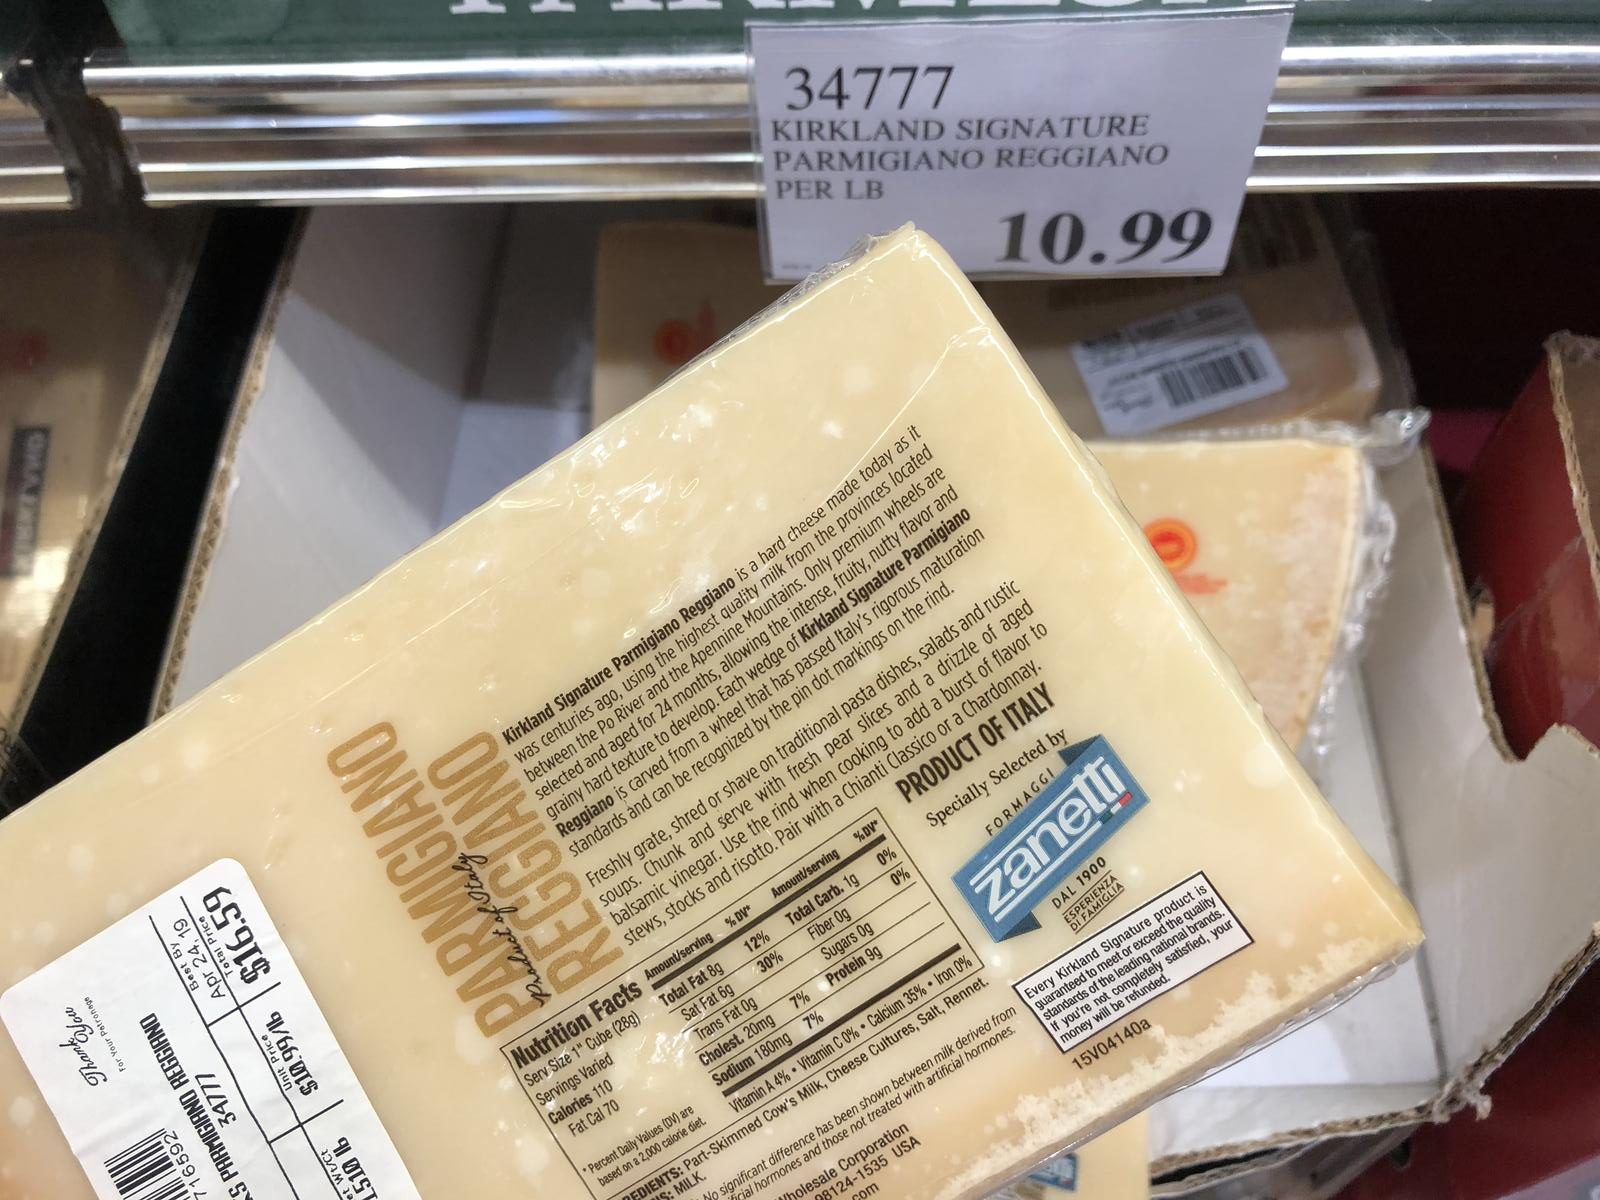 34777
KIRKLAND SIGNATURE
PARMIGIANO REGGIANO
PER LB
10.99
PARMIGIANO
Product of Italy
REGGIANO
Kirkland Signature Parmigiano Reggiano is a hard cheese made today as it
was centuries ago, using the highest quality milk from the provinces located
between the Po River and the Apennine Mountains. Only premium wheels are
selected and aged for 24 months, allowing the intense, fruity, nutty flavor and
grainy hard texture to develop. Each wedge of Kirkland Signature Parmigiano
Reggiano is carved from a wheel that has passed Italy's rigorous maturation
standards and can be recognized by the pin dot markings on the rind.
Freshly grate, shred or shave on traditional pasta dishes, salads and rustic
soups. Chunk and serve with fresh pear slices and a drizzle of aged
balsamic vinegar. Use the rind when cooking to add a burst of flavor to
stews, stocks and risotto. Pair with a Chianti Classico or a Chardonnay.
Nutrition Facts
Serv Size 1" Cube (28g)
Servings Varied
Calories 110
Fat Cal 70
* Percent Daily Values (DV) are
based on a 2,000 calorie diet.
Amount/serving %DV* Amount/serving %DV*
Total Fat 8g 12% Total Carb. 1g 0%
Sat Fat 6g 30% Fiber 0g 0%
Trans Fat 0g Sugars 0g
Cholest. 20mg 7% Protein 9g
Sodium 180mg 7%
Vitamin A 4% • Vitamin C 0% • Calcium 35% • Iron 0%
REDIENTS: Part-Skimmed Cow's Milk, Cheese Cultures, Salt, Rennet.
NS: MILK.
No significant difference has been shown between milk derived from
ificial hormones and those not treated with artificial hormones.
Wholesale Corporation
98124-1535 USA
.com
PRODUCT OF ITALY
Specially Selected by
FORMAGGI
zanetti
DAL 1900
ESPERIENZA
DI FAMIGLIA
Every Kirkland Signature product is
guaranteed to meet or exceed the quality
standards of the leading national brands.
If you're not completely satisfied, your
money will be refunded.
15V04140a
Thank You
For Your Patronage
Best By
Apr 24, 19
Total Price
$16.59
Unit Price
$10.99/lb
et Wt/Ct
1.510 lb
KS PARMIGIANO REGGIANO
34777
716592